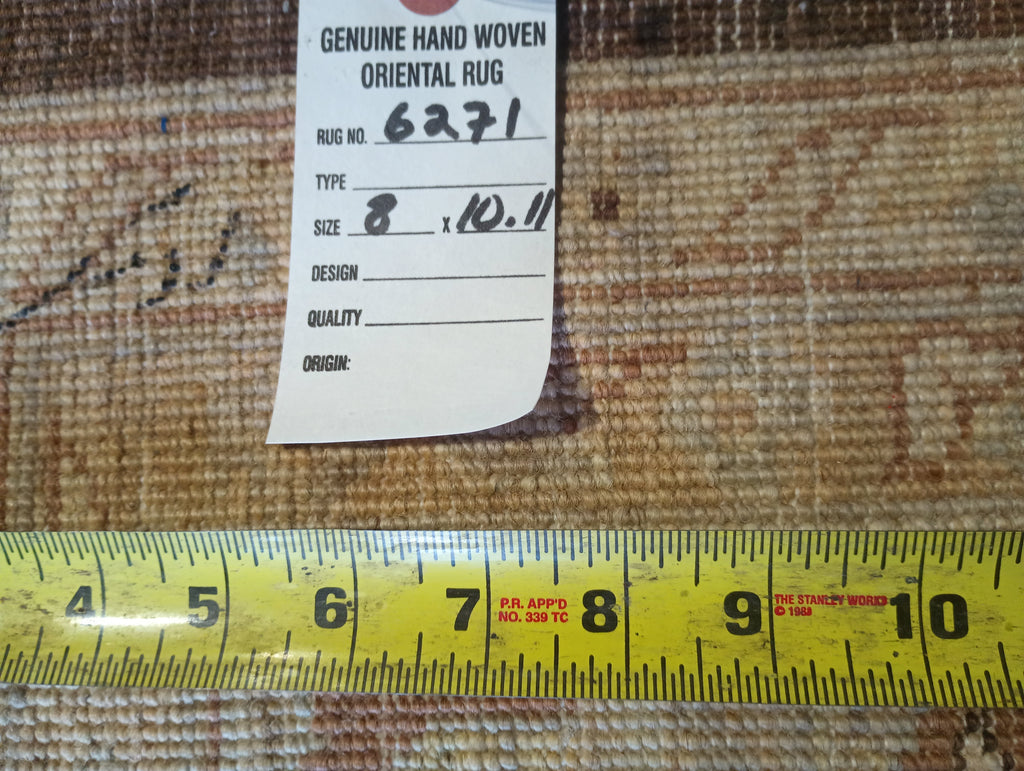 GENUINE HAND WOVEN
ORIENTAL RUG
RUG NO. 6271
TYPE
SIZE 8 x 10.11
DESIGN
QUALITY
ORIGIN:
4 5 6 7 8 9 10
P.R. APP'D
NO. 339 TC
THE STANLEY WORKS
© 1988